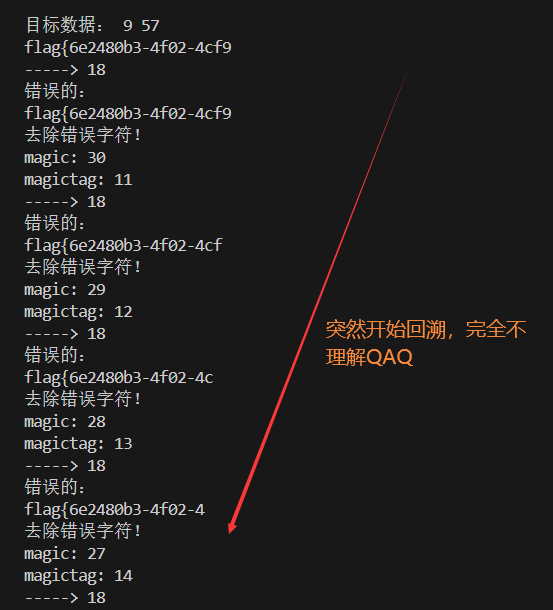 目标数据： 9 57
flag{6e2480b3-4f02-4cf9
-----> 18
错误的：
flag{6e2480b3-4f02-4cf9
去除错误字符！
magic: 30
magictag: 11
-----> 18
错误的：
flag{6e2480b3-4f02-4cf
去除错误字符！
magic: 29
magictag: 12
-----> 18
错误的：
flag{6e2480b3-4f02-4c
去除错误字符！
magic: 28
magictag: 13
-----> 18
错误的：
flag{6e2480b3-4f02-4
去除错误字符！
magic: 27
magictag: 14
-----> 18
突然开始回溯，完全不
理解QAQ